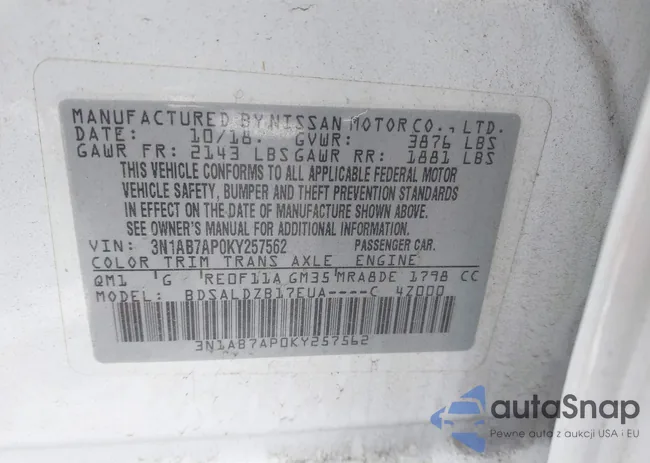 MANUFACTURED BY NISSAN MOTOR CO., LTD.
DATE: 10/18. GVWR: 3876 LBS
GAWR FR: 2143 LBS GAWR RR: 1881 LBS
THIS VEHICLE CONFORMS TO ALL APPLICABLE FEDERAL MOTOR
VEHICLE SAFETY, BUMPER AND THEFT PREVENTION STANDARDS
IN EFFECT ON THE DATE OF MANUFACTURE SHOWN ABOVE.
SEE OWNER'S MANUAL FOR ADDITIONAL INFORMATION.
VIN: 3N1AB7AP0KY257562 PASSENGER CAR.
COLOR TRIM TRANS AXLE ENGINE
QM1 'G 'RE0F11A GM35 'MRA8DE 1798 CC
MODEL: BDSALDZB17EUA----C 4Z000
3N1AB7AP0KY257562
autoSnap
Pewne auta z aukcji USA i EU